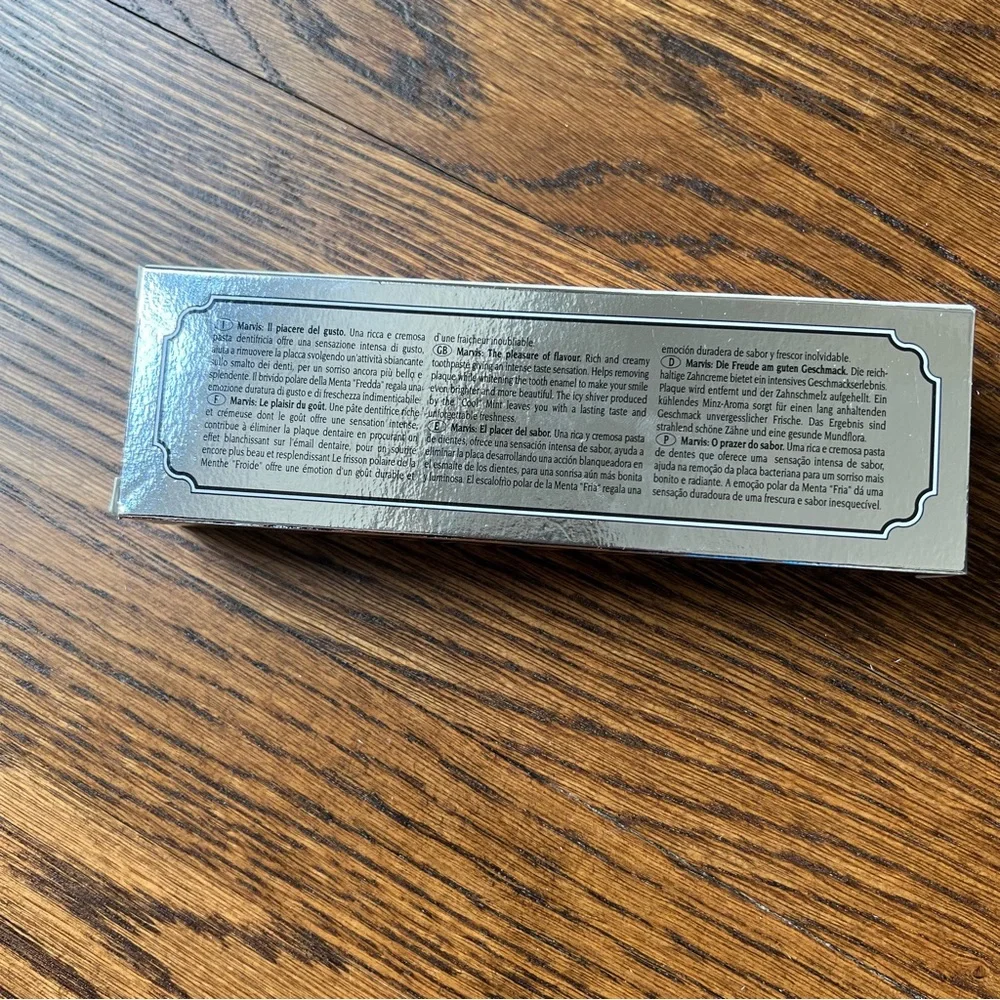 I Marvis: Il piacere del gusto. Una ricca e cremosa
pasta dentifricia offre una sensazione intensa di gusto,
aiuta a rimuovere la placca svolgendo un'attività sbiancante
sullo smalto dei denti, per un sorriso ancora più bello e
splendente. Il brivido polare della Menta "Fredda" regala una
emozione duratura di gusto e di freschezza indimenticabile.
F Marvis: Le plaisir du goût. Une pâte dentifrice riche
et crémeuse dont le goût offre une sensation intense,
contribue à éliminer la plaque dentaire en procurant un
effet blanchissant sur l'émail dentaire, pour un sourire
encore plus beau et resplendissant Le frisson polaire de la
Menthe "Froide" offre une émotion d'un goût durable et
d'une fraîcheur inoubliable.
GB Marvis: The pleasure of flavour. Rich and creamy
toothpaste giving an intense taste sensation. Helps removing
plaque while whitening the tooth enamel to make your smile
even brighter and more beautiful. The icy shiver produced
by the "Cool" Mint leaves you with a lasting taste and
unforgettable freshness.
E Marvis: El placer del sabor. Una rica y cremosa pasta
de dientes, ofrece una sensación intensa de sabor, ayuda a
eliminar la placa desarrollando una acción blanqueadora en
el esmalte de los dientes, para una sonrisa aún más bonita
y luminosa. El escalofrío polar de la Menta "Fria" regala una
emoción duradera de sabor y frescor inolvidable.
D Marvis: Die Freude am guten Geschmack. Die reich-
haltige Zahncreme bietet ein intensives Geschmackserlebnis.
Plaque wird entfernt und der Zahnschmelz aufgehellt. Ein
kühlendes Minz-Aroma sorgt für einen lang anhaltenden
Geschmack unvergesslicher Frische. Das Ergebnis sind
strahlend schöne Zähne und eine gesunde Mundflora.
P Marvis: O prazer do sabor. Uma rica e cremosa pasta
de dentes que oferece uma sensação intensa de sabor,
ajuda na remoção da placa bacteriana para um sorriso mais
bonito e radiante. A emoção polar da Menta "Fria" dá uma
sensação duradoura de uma frescura e sabor inesquecível.